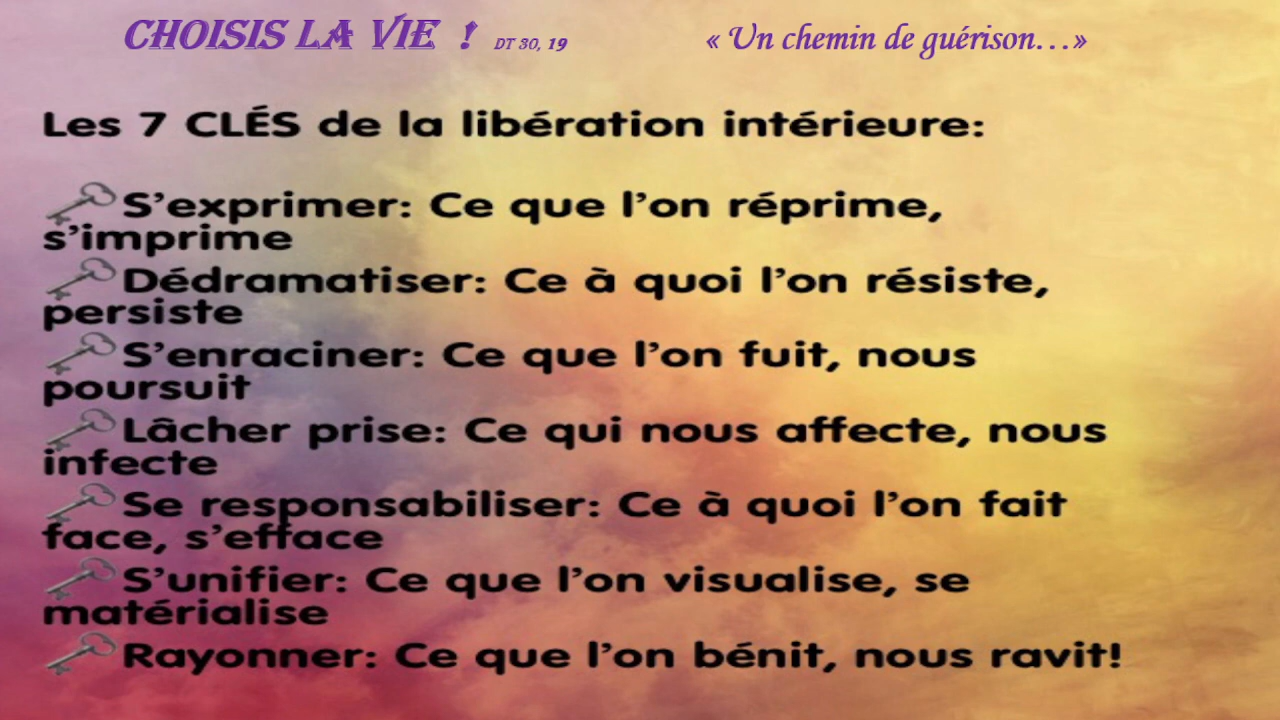 CHOISIS LA VIE ! DT 30, 19 « Un chemin de guérison…»
Les 7 CLÉS de la libération intérieure:
S’exprimer: Ce que l’on réprime,
s’imprime
Dédramatiser: Ce à quoi l’on résiste,
persiste
S’enraciner: Ce que l’on fuit, nous
poursuit
Lâcher prise: Ce qui nous affecte, nous
infecte
Se responsabiliser: Ce à quoi l’on fait
face, s’efface
S’unifier: Ce que l’on visualise, se
matérialise
Rayonner: Ce que l’on bénit, nous ravit!